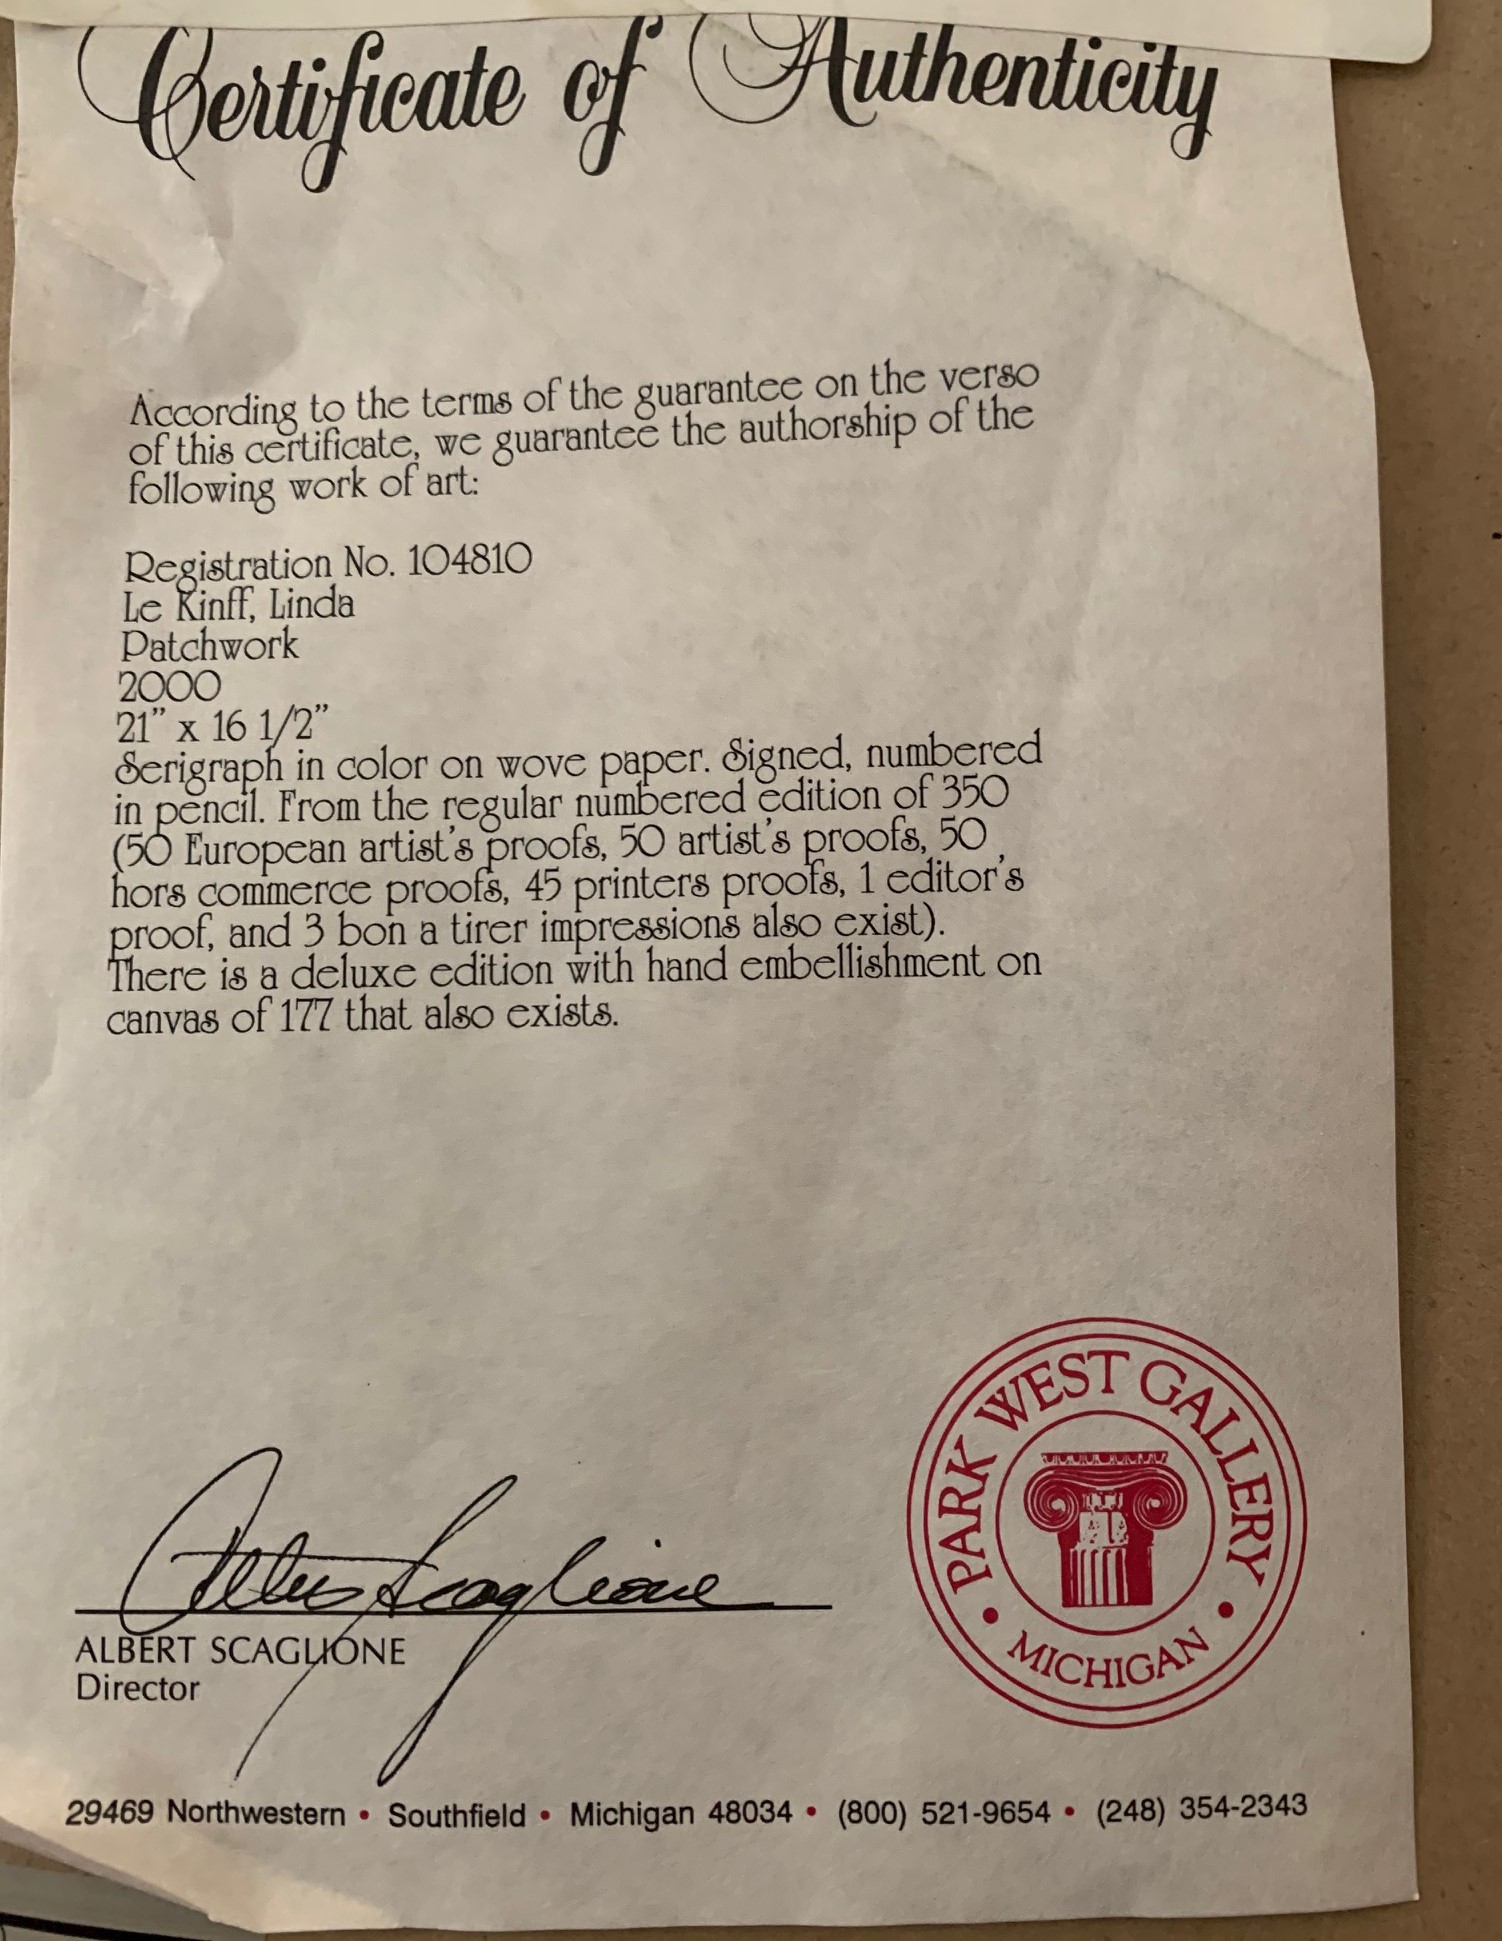 Certificate of Authenticity
According to the terms of the guarantee on the verso
of this certificate, we guarantee the authorship of the
following work of art:
Registration No. 104810
Le Kinff, Linda
Patchwork
2000
21" x 16 1/2"
Serigraph in color on wove paper. Signed, numbered
in pencil. From the regular numbered edition of 350
(50 European artist's proofs, 50 artist's proofs, 50
hors commerce proofs, 45 printers proofs, 1 editor's
proof, and 3 bon a tirer impressions also exist).
There is a deluxe edition with hand embellishment on
canvas of 177 that also exists.
Albert Scaglione
ALBERT SCAGLIONE
Director
PARK WEST GALLERY
• MICHIGAN •
29469 Northwestern • Southfield • Michigan 48034 • (800) 521-9654 • (248) 354-2343